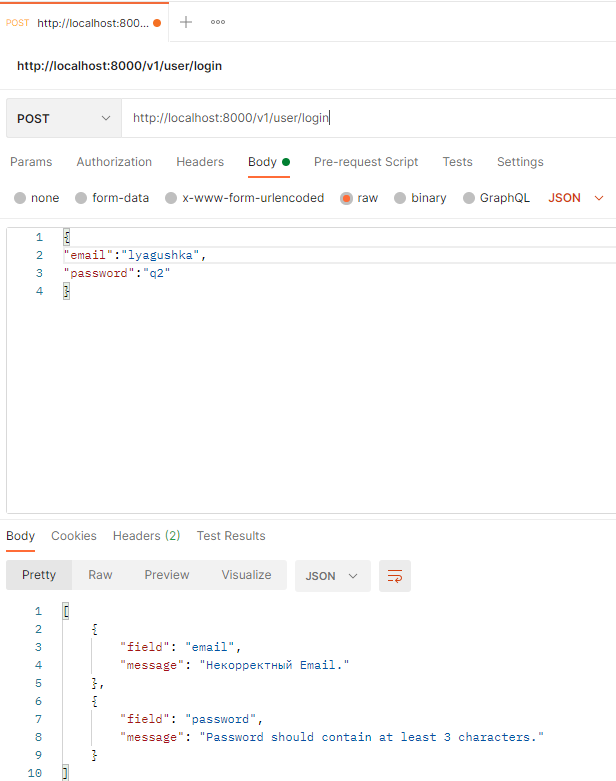 POST http://localhost:800...
http://localhost:8000/v1/user/login
POST http://localhost:8000/v1/user/login
Params Authorization Headers Body Pre-request Script Tests Settings
none form-data x-www-form-urlencoded raw binary GraphQL JSON
1 {
2 "email":"lyagushka",
3 "password":"q2"
4 }
Body Cookies Headers (2) Test Results
Pretty Raw Preview Visualize JSON
1 [
2 {
3 "field": "email",
4 "message": "Некорректный Email."
5 },
6 {
7 "field": "password",
8 "message": "Password should contain at least 3 characters."
9 }
10 ]